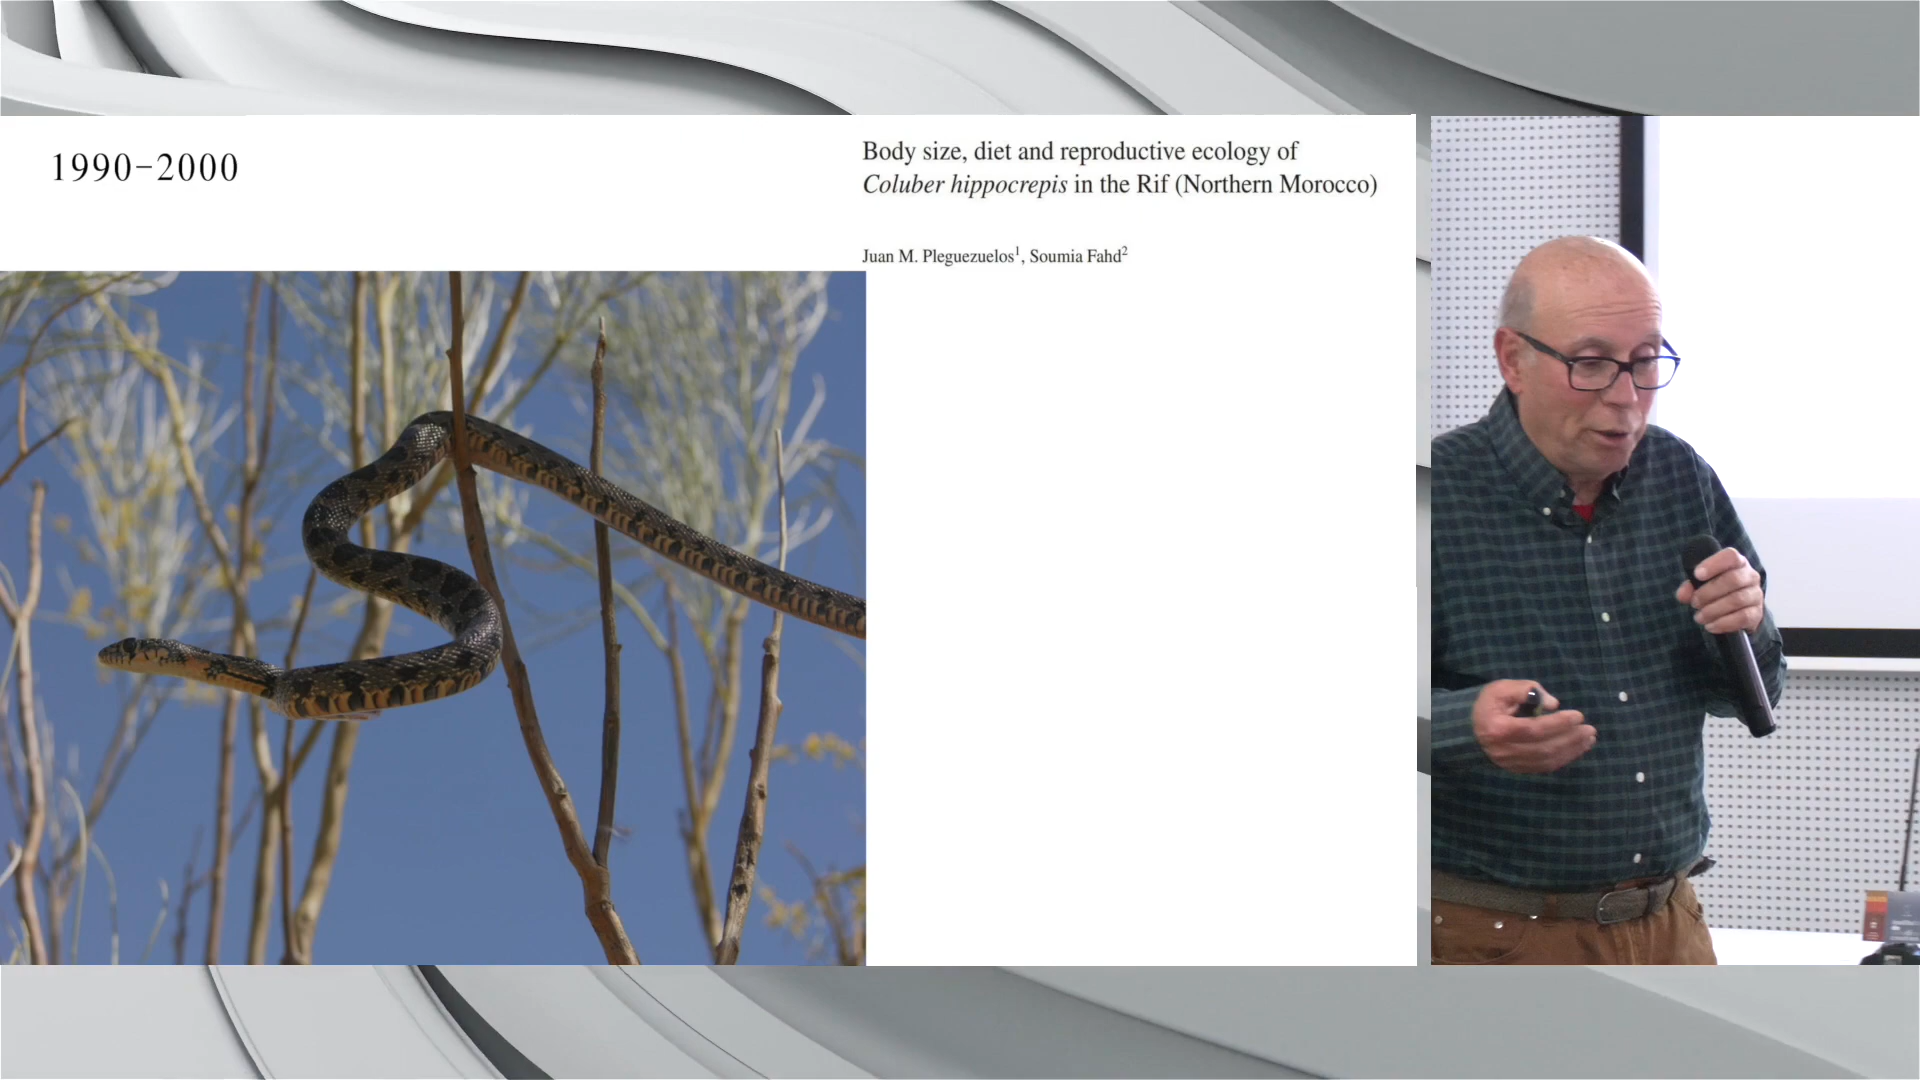 1990-2000
Body size, diet and reproductive ecology of
Coluber hippocrepis in the Rif (Northern Morocco)
Juan M. Pleguezuelos1, Soumia Fahd2